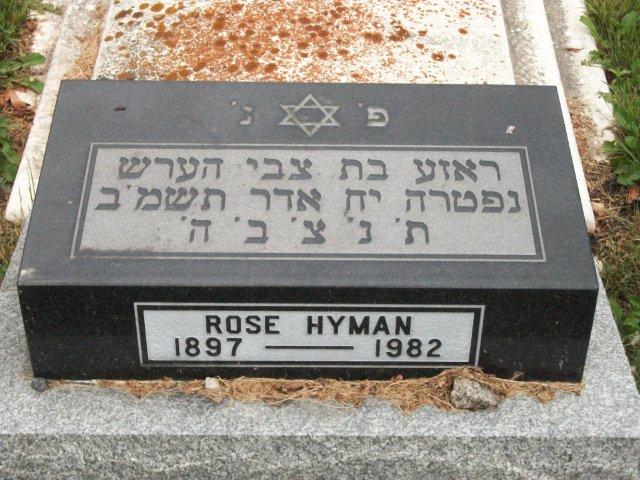 פ' נ'
ראזע בת צבי הערש
נפטרה יח אדר תשמ"ב
ת' נ' צ' ב' ה'
ROSE HYMAN
1897 — 1982